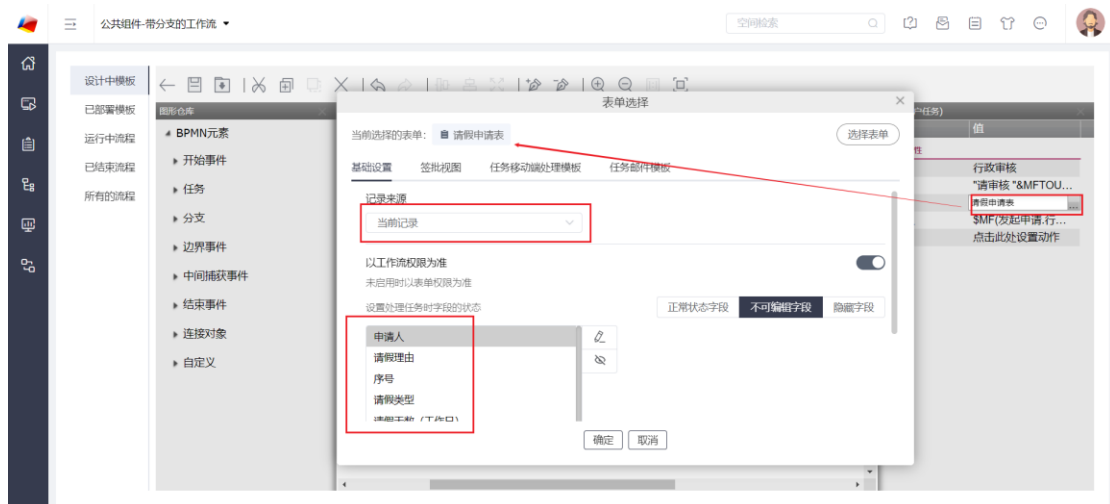 公共组件-带分支的工作流
空间检索
设计中模板
已部署模板
运行中流程
已结束流程
所有的流程
图形仓库
BPMN元素
开始事件
任务
分支
边界事件
中间捕获事件
结束事件
连接对象
自定义
表单选择
当前选择的表单: 请假申请表
选择表单
基础设置 签批视图 任务移动端处理模板 任务邮件模板
记录来源
当前记录
以工作流权限为准
未启用时以表单权限为准
设置处理任务时字段的状态
正常状态字段 不可编辑字段 隐藏字段
申请人
请假理由
序号
请假类型
请假天数（工作日）
确定 取消
户任务)
值
性
行政审核
"请审核 "&MFTOU...
请假申请表 ...
$MF(发起申请.行...
点击此处设置动作